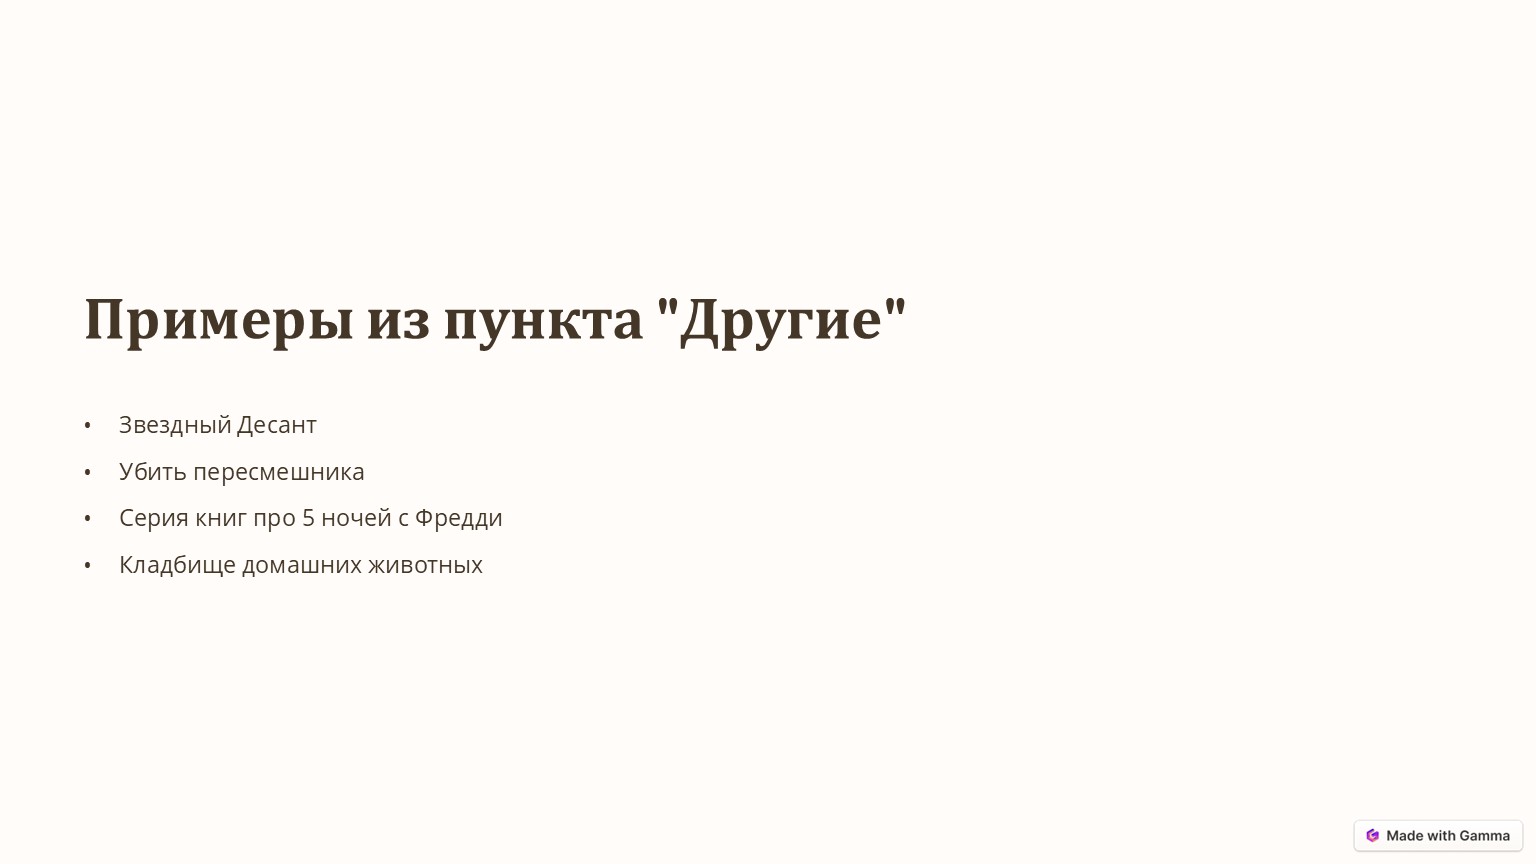 Примеры из пункта "Другие"
• Звездный Десант
• Убить пересмешника
• Серия книг про 5 ночей с Фредди
• Кладбище домашних животных
Made with Gamma